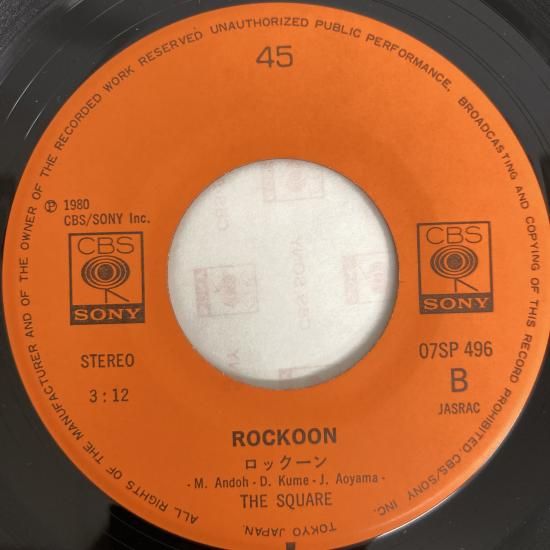 ALL RIGHTS OF THE MANUFACTURER AND OF THE OWNER OF THE RECORDED WORK RESERVED UNAUTHORIZED PUBLIC PERFORMANCE, BROADCASTING AND COPYING OF THIS RECORD PROHIBITED. CBS/SONY INC. TOKYO JAPAN.
45
Ⓟ 1980
CBS/SONY Inc.
CBS
SONY
CBS
SONY
STEREO
3:12
07SP 496
B
JASRAC
ROCKOON
ロックーン
- M. Andoh - D. Kume - J. Aoyama -
THE SQUARE
CBS SONY